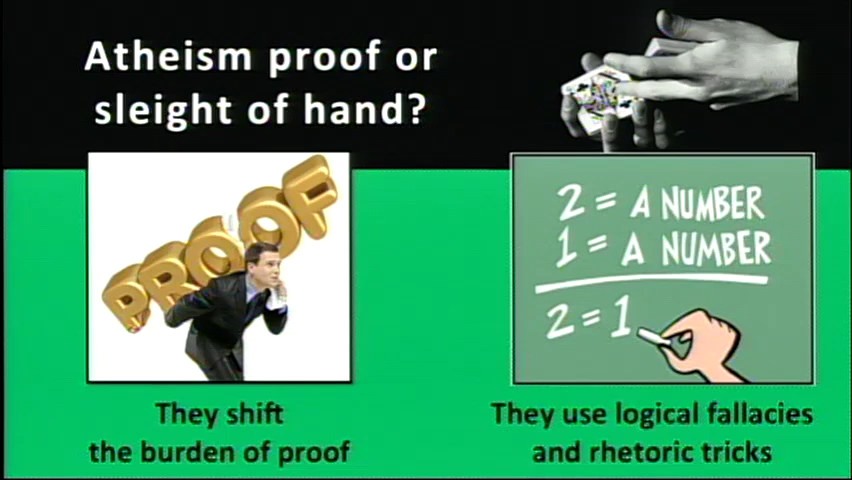 Atheism proof or
sleight of hand?
PROOF
2 = A NUMBER
1 = A NUMBER
2 = 1
They shift
the burden of proof
They use logical fallacies
and rhetoric tricks